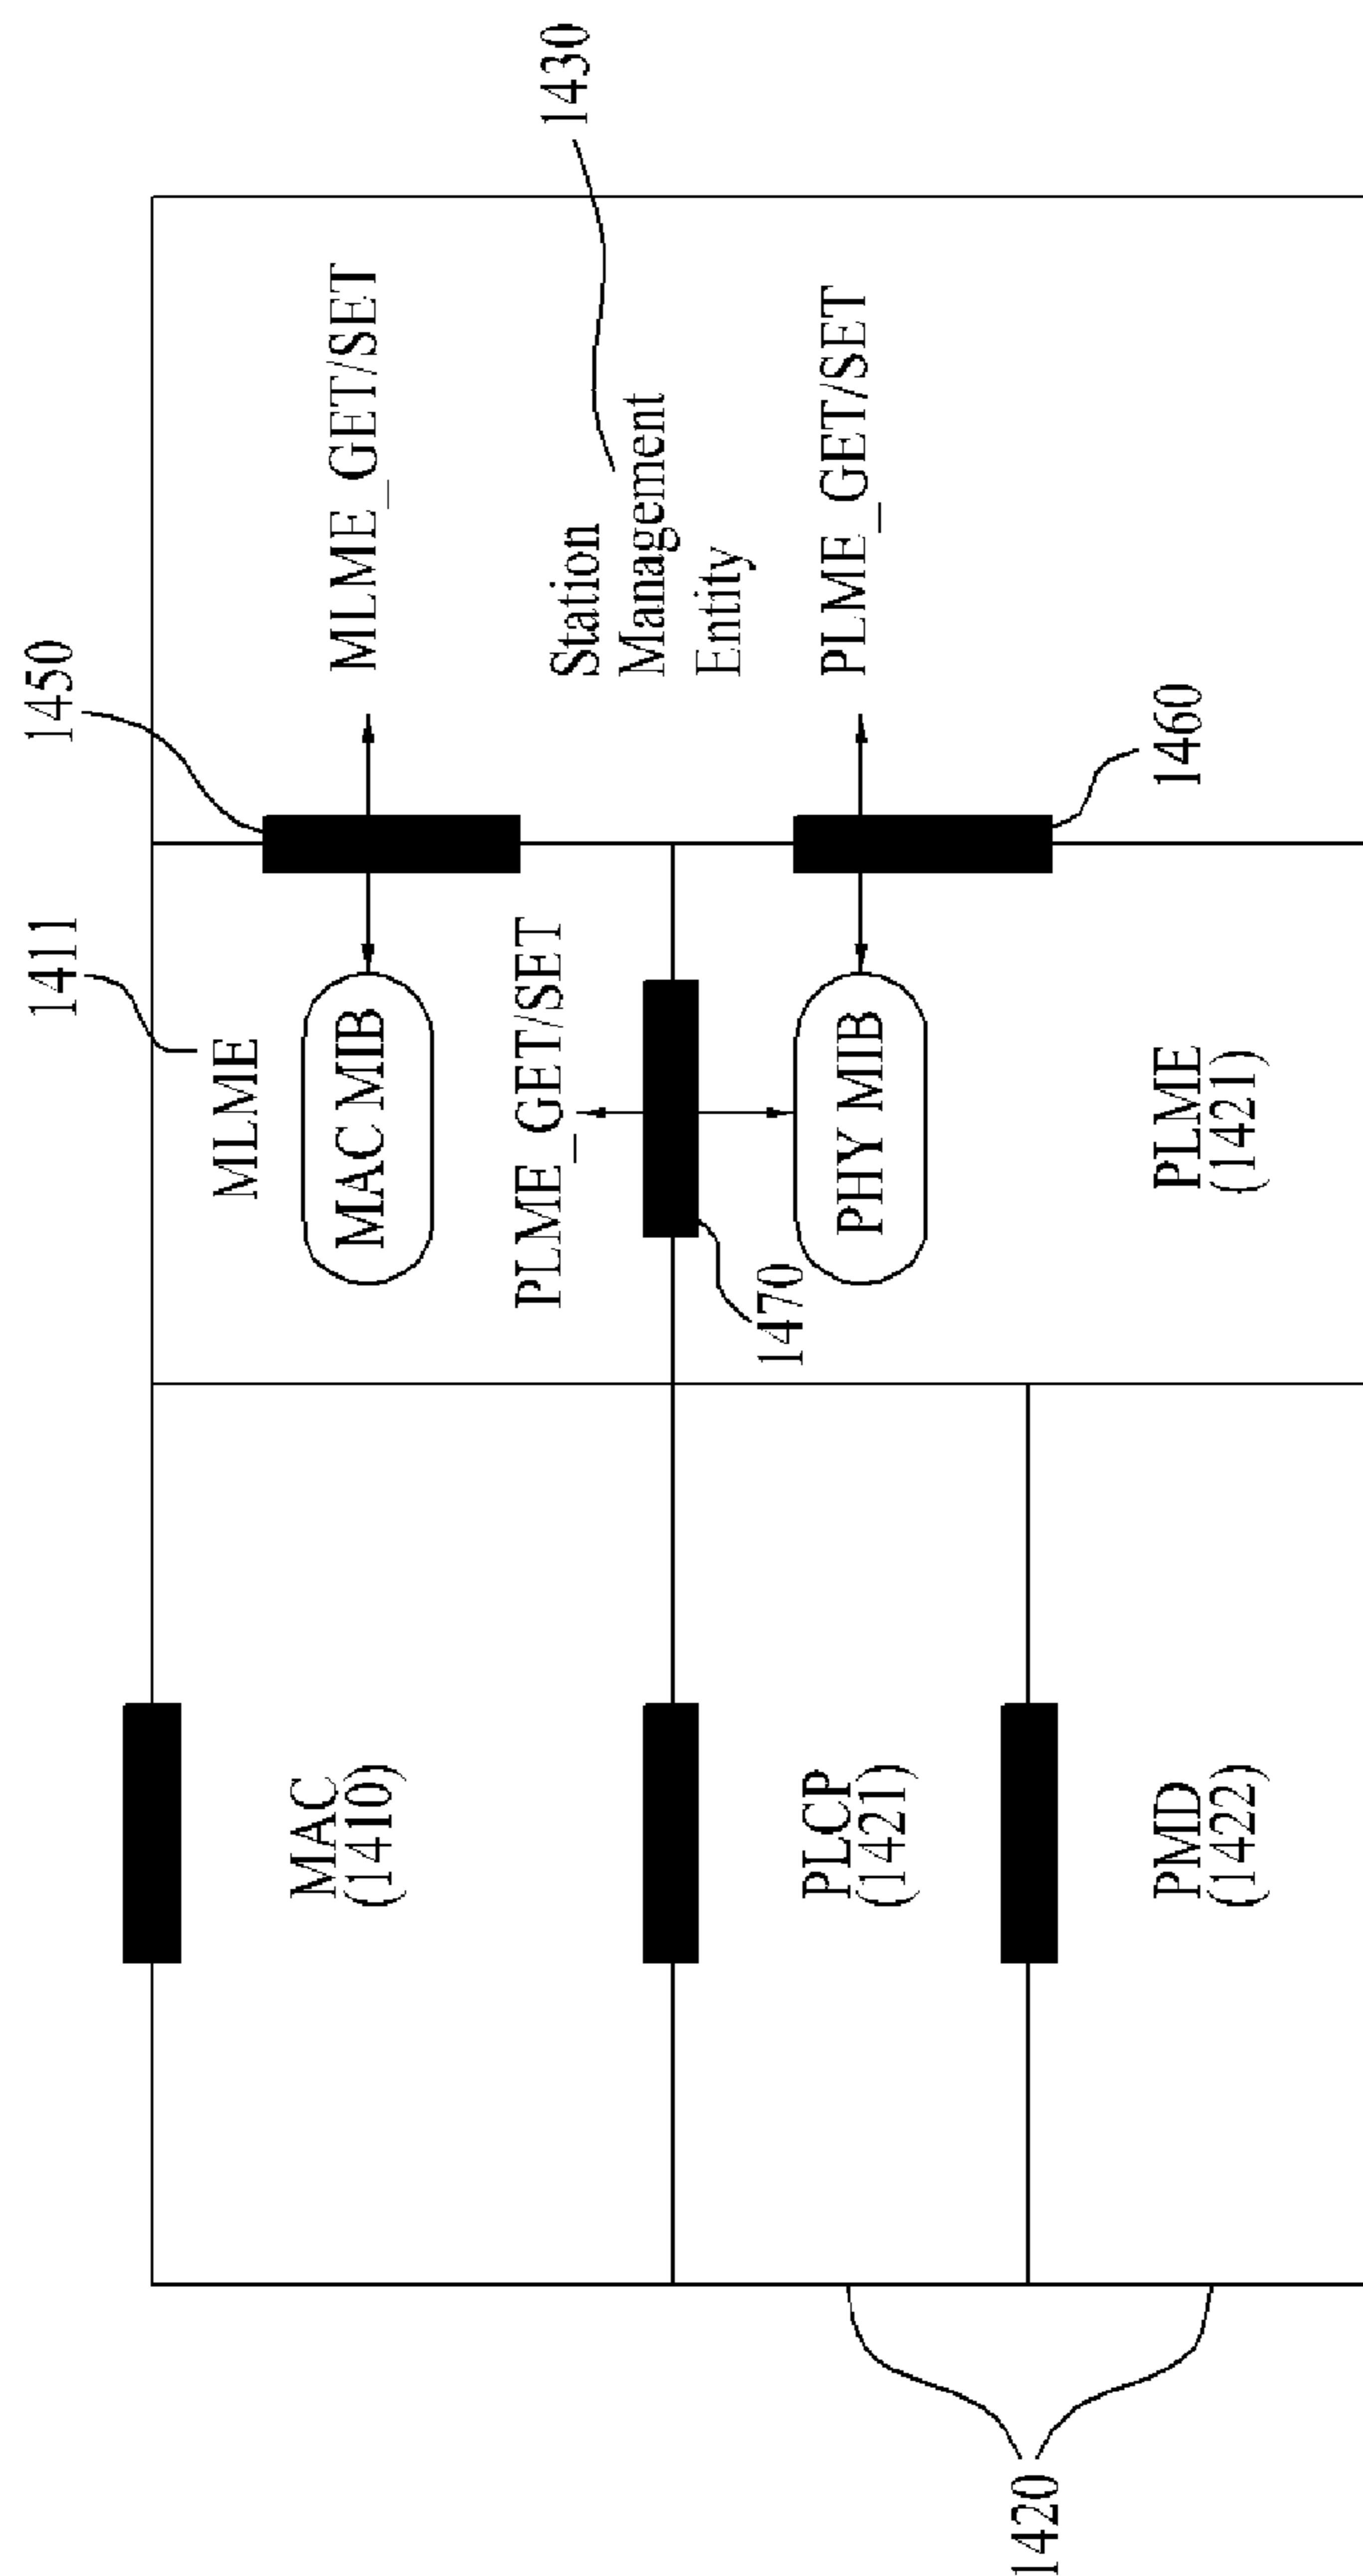 1430
1450
1411
MLME_GET/SET
Station
Management
Entity
PLME_GET/SET
1460
MLME
MAC MIB
PLME_GET/SET
1470
PHY MIB
PLME
(1421)
MAC
(1410)
PLCP
(1421)
PMD
(1422)
1420